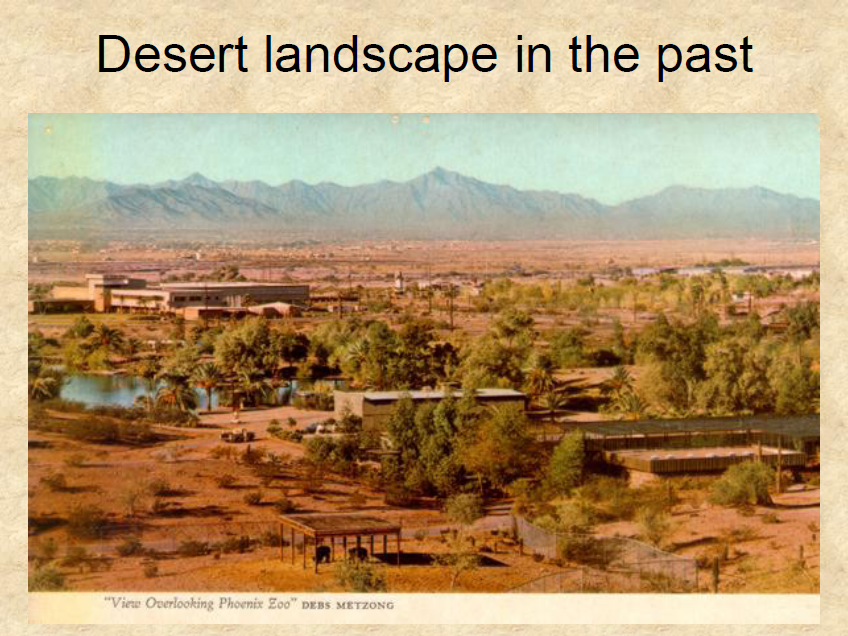 Desert landscape in the past
"View Overlooking Phoenix Zoo" DEBS METZONG